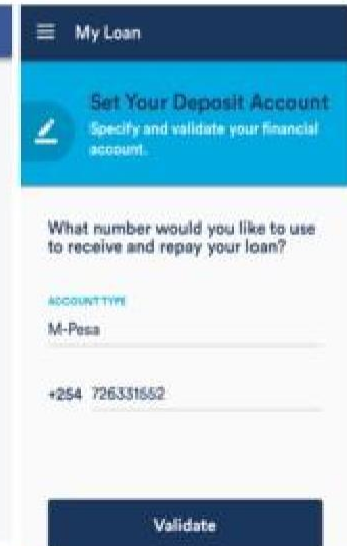 My Loan
Set Your Deposit Account
Specify and validate your financial
account.
What number would you like to use
to receive and repay your loan?
ACCOUNT TYPE
M-Pesa
+254 726331552
Validate